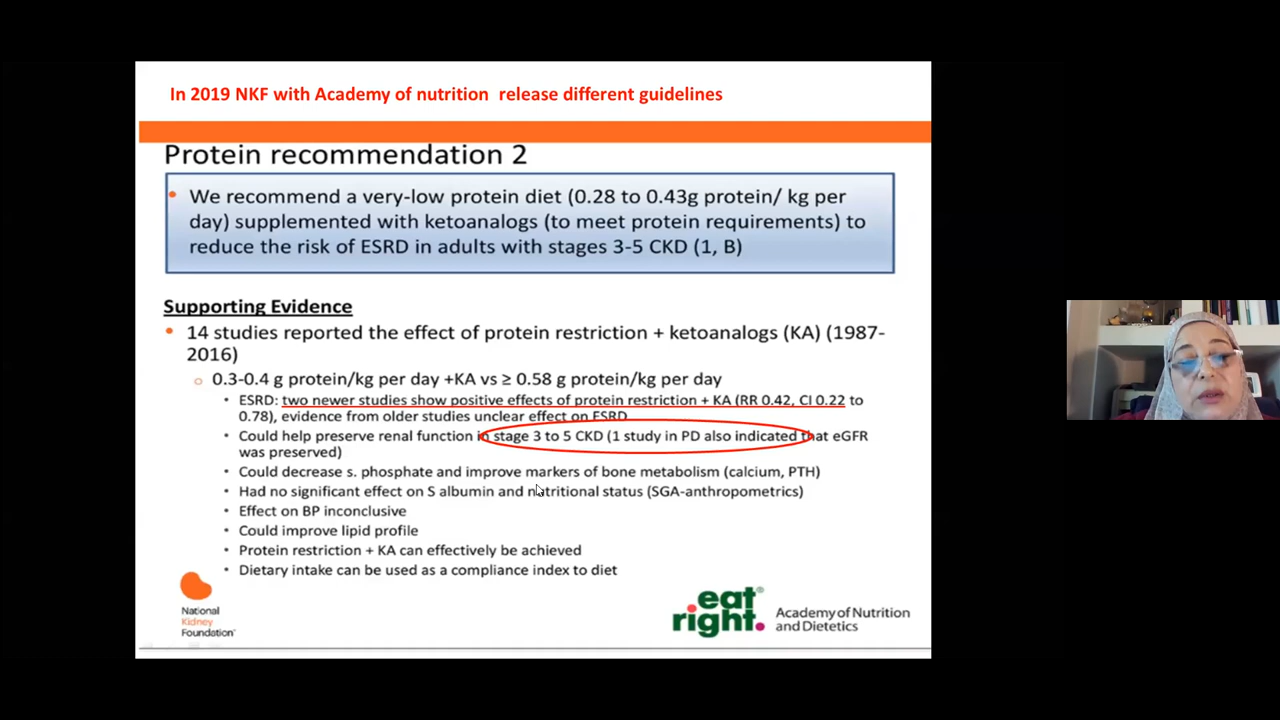 In 2019 NKF with Academy of nutrition release different guidelines
Protein recommendation 2
• We recommend a very-low protein diet (0.28 to 0.43g protein/ kg per
day) supplemented with ketoanalogs (to meet protein requirements) to
reduce the risk of ESRD in adults with stages 3-5 CKD (1, B)
Supporting Evidence
• 14 studies reported the effect of protein restriction + ketoanalogs (KA) (1987-
2016)
o 0.3-0.4 g protein/kg per day +KA vs ≥ 0.58 g protein/kg per day
• ESRD: two newer studies show positive effects of protein restriction + KA (RR 0.42, CI 0.22 to
0.78), evidence from older studies unclear effect on ESRD
• Could help preserve renal function in stage 3 to 5 CKD (1 study in PD also indicated that eGFR
was preserved)
• Could decrease s. phosphate and improve markers of bone metabolism (calcium, PTH)
• Had no significant effect on S albumin and nutritional status (SGA-anthropometrics)
• Effect on BP inconclusive
• Could improve lipid profile
• Protein restriction + KA can effectively be achieved
• Dietary intake can be used as a compliance index to diet
National
Kidney
Foundation®
eat®
right.
Academy of Nutrition
and Dietetics